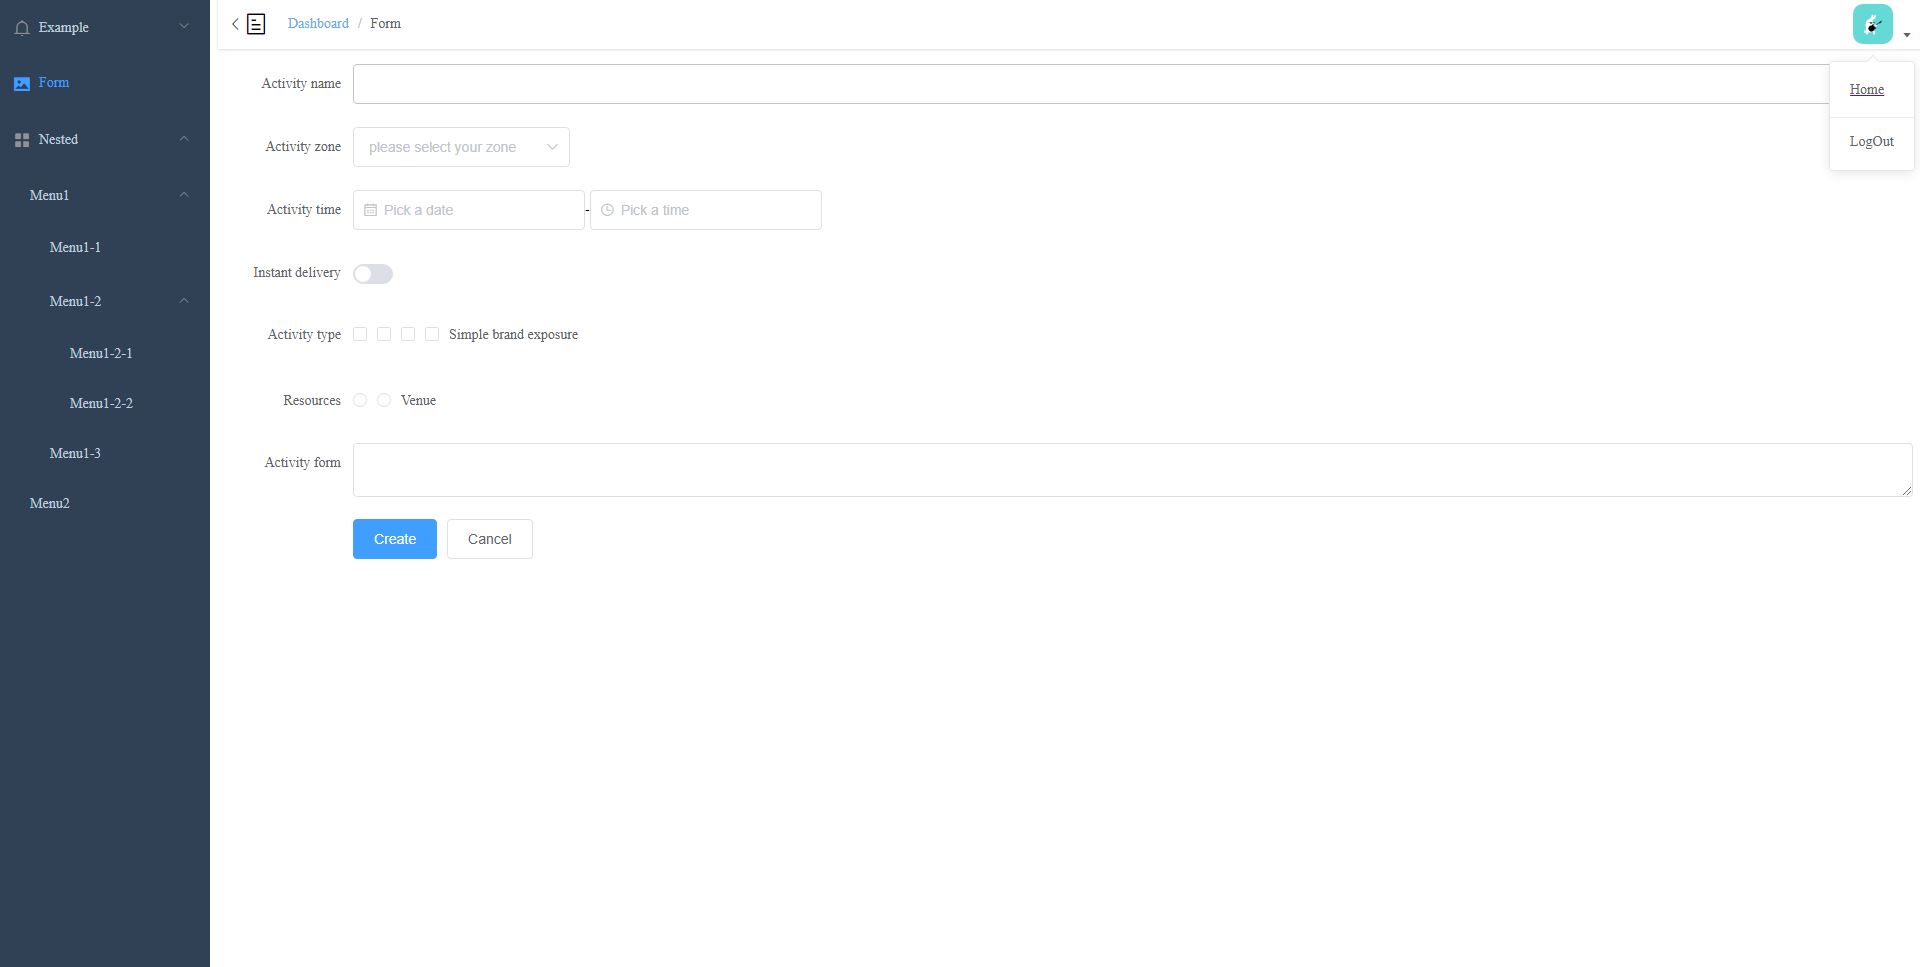 Example
Form
Nested
Menu1
Menu1-1
Menu1-2
Menu1-2-1
Menu1-2-2
Menu1-3
Menu2
Dashboard / Form
Home
LogOut
Activity name
Activity zone please select your zone
Activity time Pick a date - Pick a time
Instant delivery
Activity type Simple brand exposure
Resources Venue
Activity form
Create Cancel